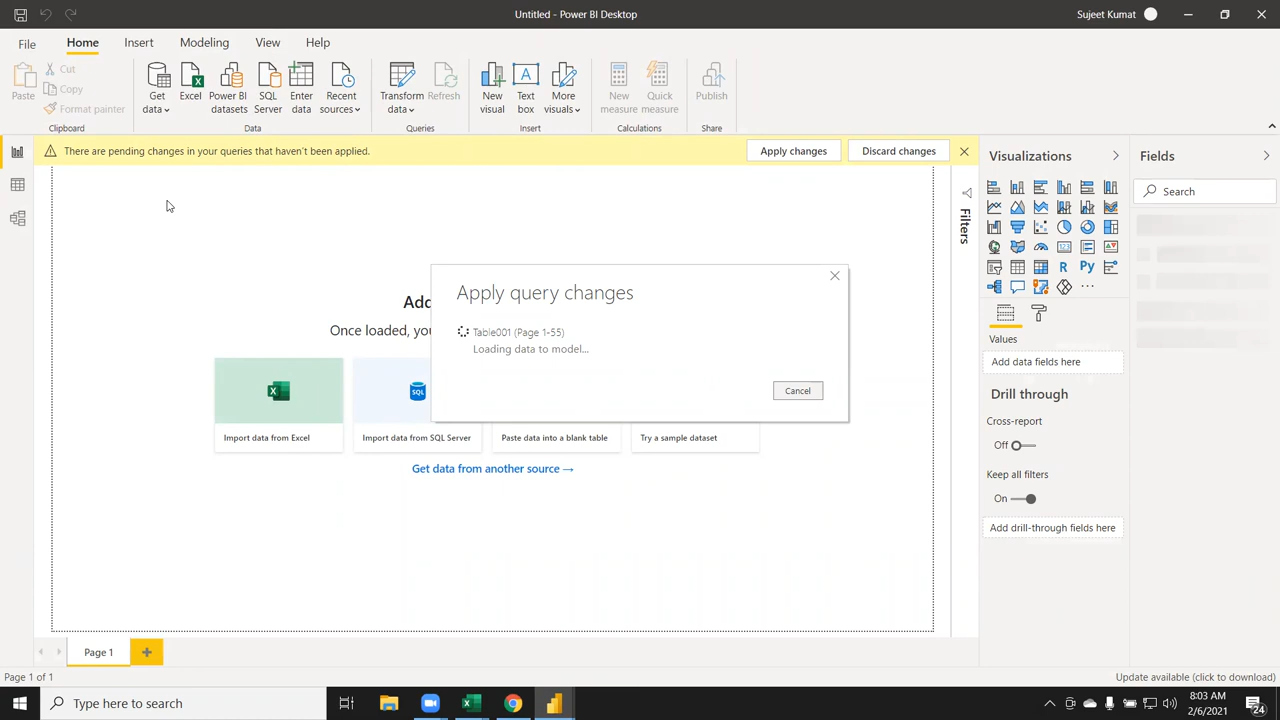 Untitled - Power BI Desktop
Sujeet Kumat
File
Home
Insert
Modeling
View
Help
Paste
Cut
Copy
Format painter
Clipboard
Get data
Excel
Power BI datasets
SQL Server
Enter data
Recent sources
Data
Transform data
Refresh
Queries
New visual
Text box
More visuals
Insert
New measure
Quick measure
Calculations
Publish
Share
There are pending changes in your queries that haven't been applied.
Apply changes
Discard changes
Filters
Visualizations
Fields
Search
R
Py
123
Values
Add data fields here
Drill through
Cross-report
Off
Keep all filters
On
Add drill-through fields here
Add
Once loaded, you
Apply query changes
Table001 (Page 1-55)
Loading data to model...
Cancel
SQL
Import data from Excel
Import data from SQL Server
Paste data into a blank table
Try a sample dataset
Get data from another source →
Page 1
Page 1 of 1
Update available (click to download)
Type here to search
8:03 AM
2/6/2021
24